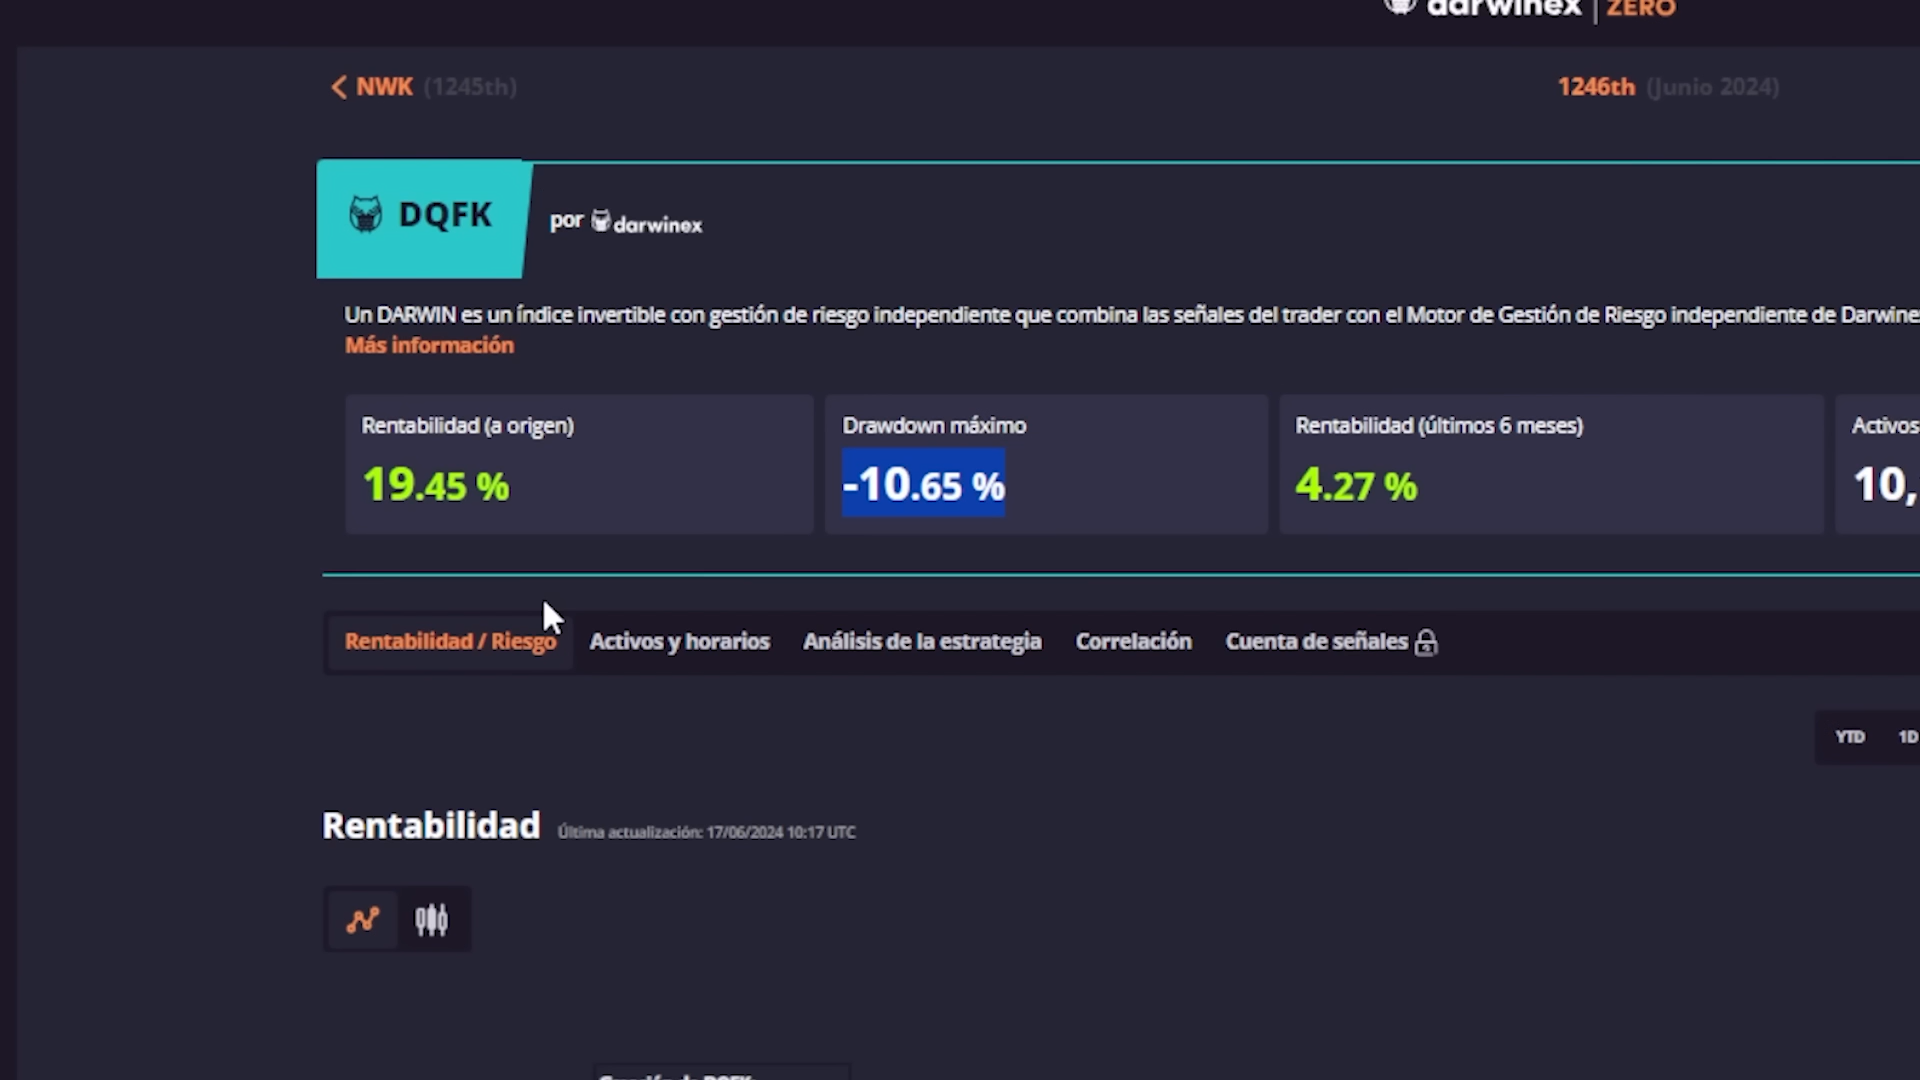 darwinex | ZERO
NWK (1245th)
1246th (Junio 2024)
DQFK
por darwinex
Un DARWIN es un índice invertible con gestión de riesgo independiente que combina las señales del trader con el Motor de Gestión de Riesgo independiente de Darwine
Más información
Rentabilidad (a origen)
Drawdown máximo
Rentabilidad (últimos 6 meses)
Activos
19.45 %
-10.65 %
4.27 %
10,
Rentabilidad / Riesgo
Activos y horarios
Análisis de la estrategia
Correlación
Cuenta de señales
YTD
1D
Rentabilidad
Última actualización: 17/06/2024 10:17 UTC